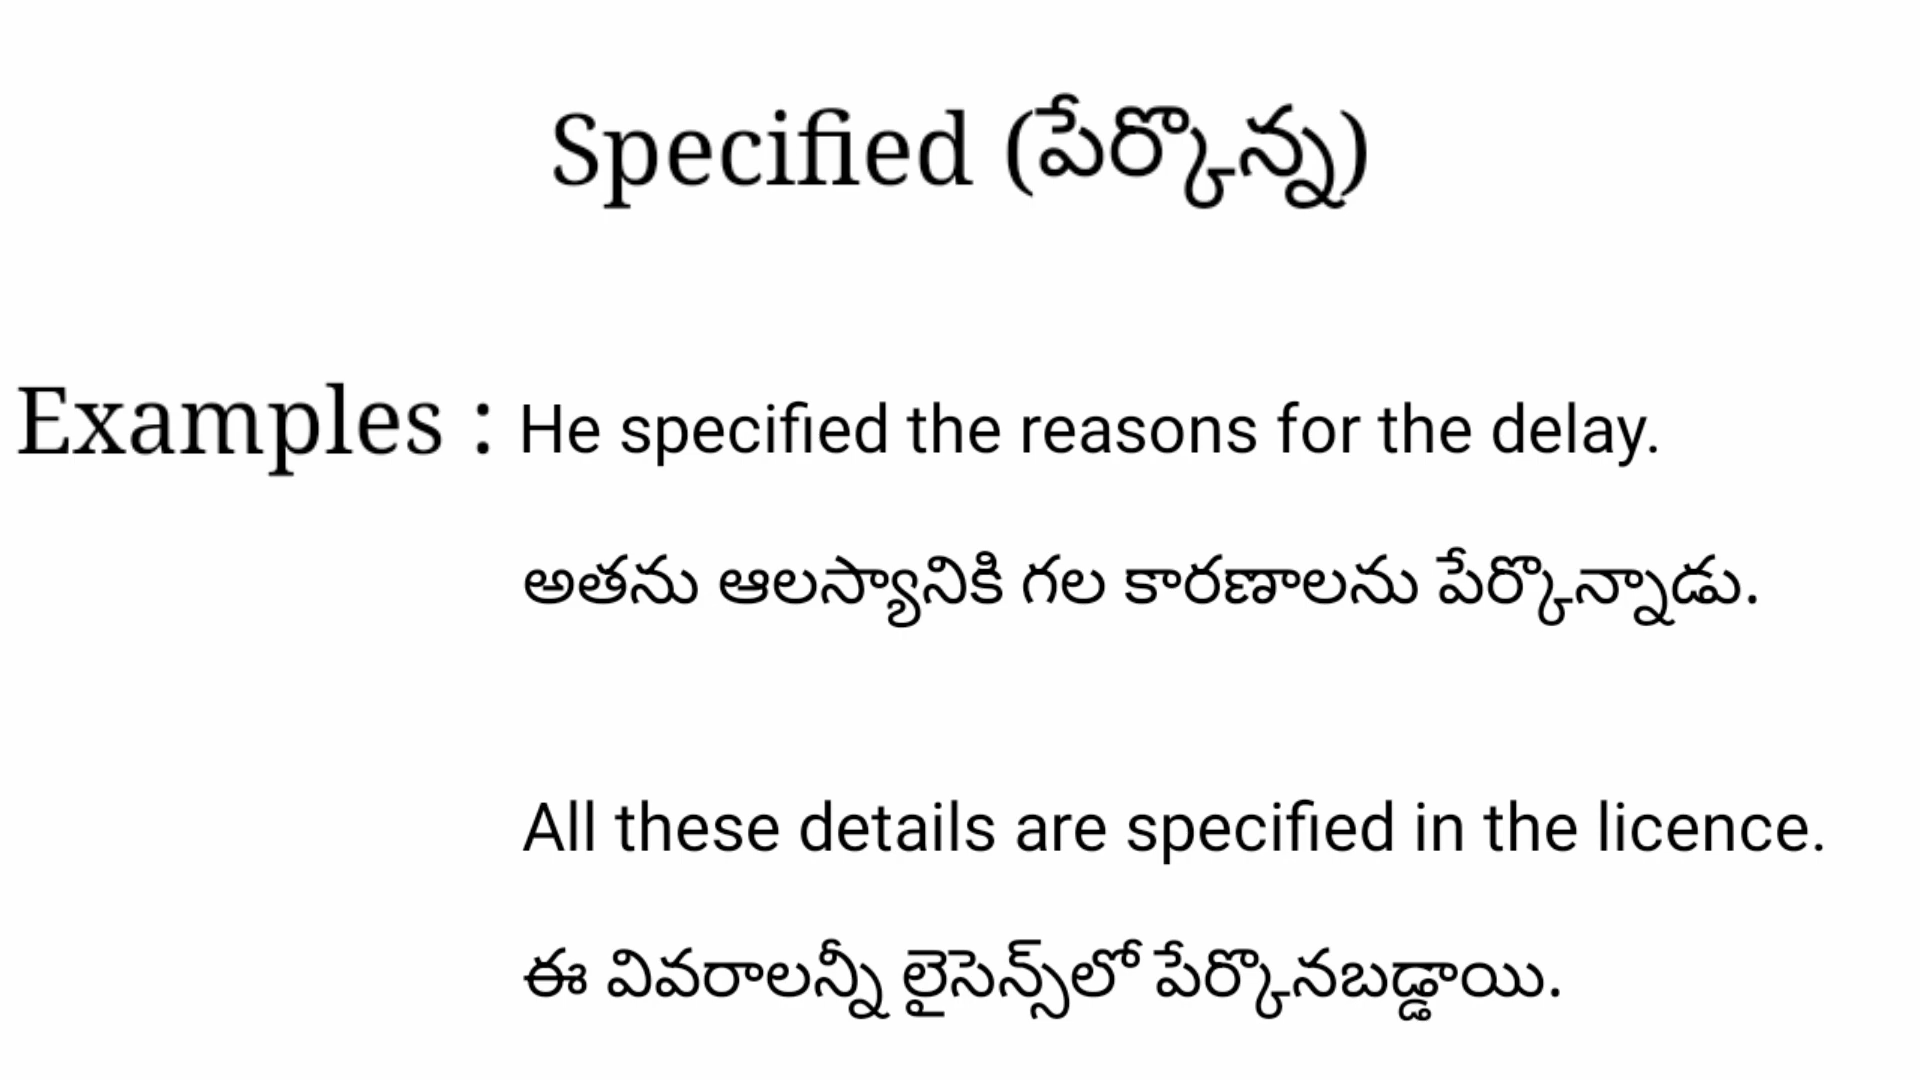 Specified (పేర్కొన్న)
Examples : He specified the reasons for the delay.
అతను ఆలస్యానికి గల కారణాలను పేర్కొన్నాడు.
All these details are specified in the licence.
ఈ వివరాలన్నీ లైసెన్స్‌లో పేర్కొనబడ్డాయి.